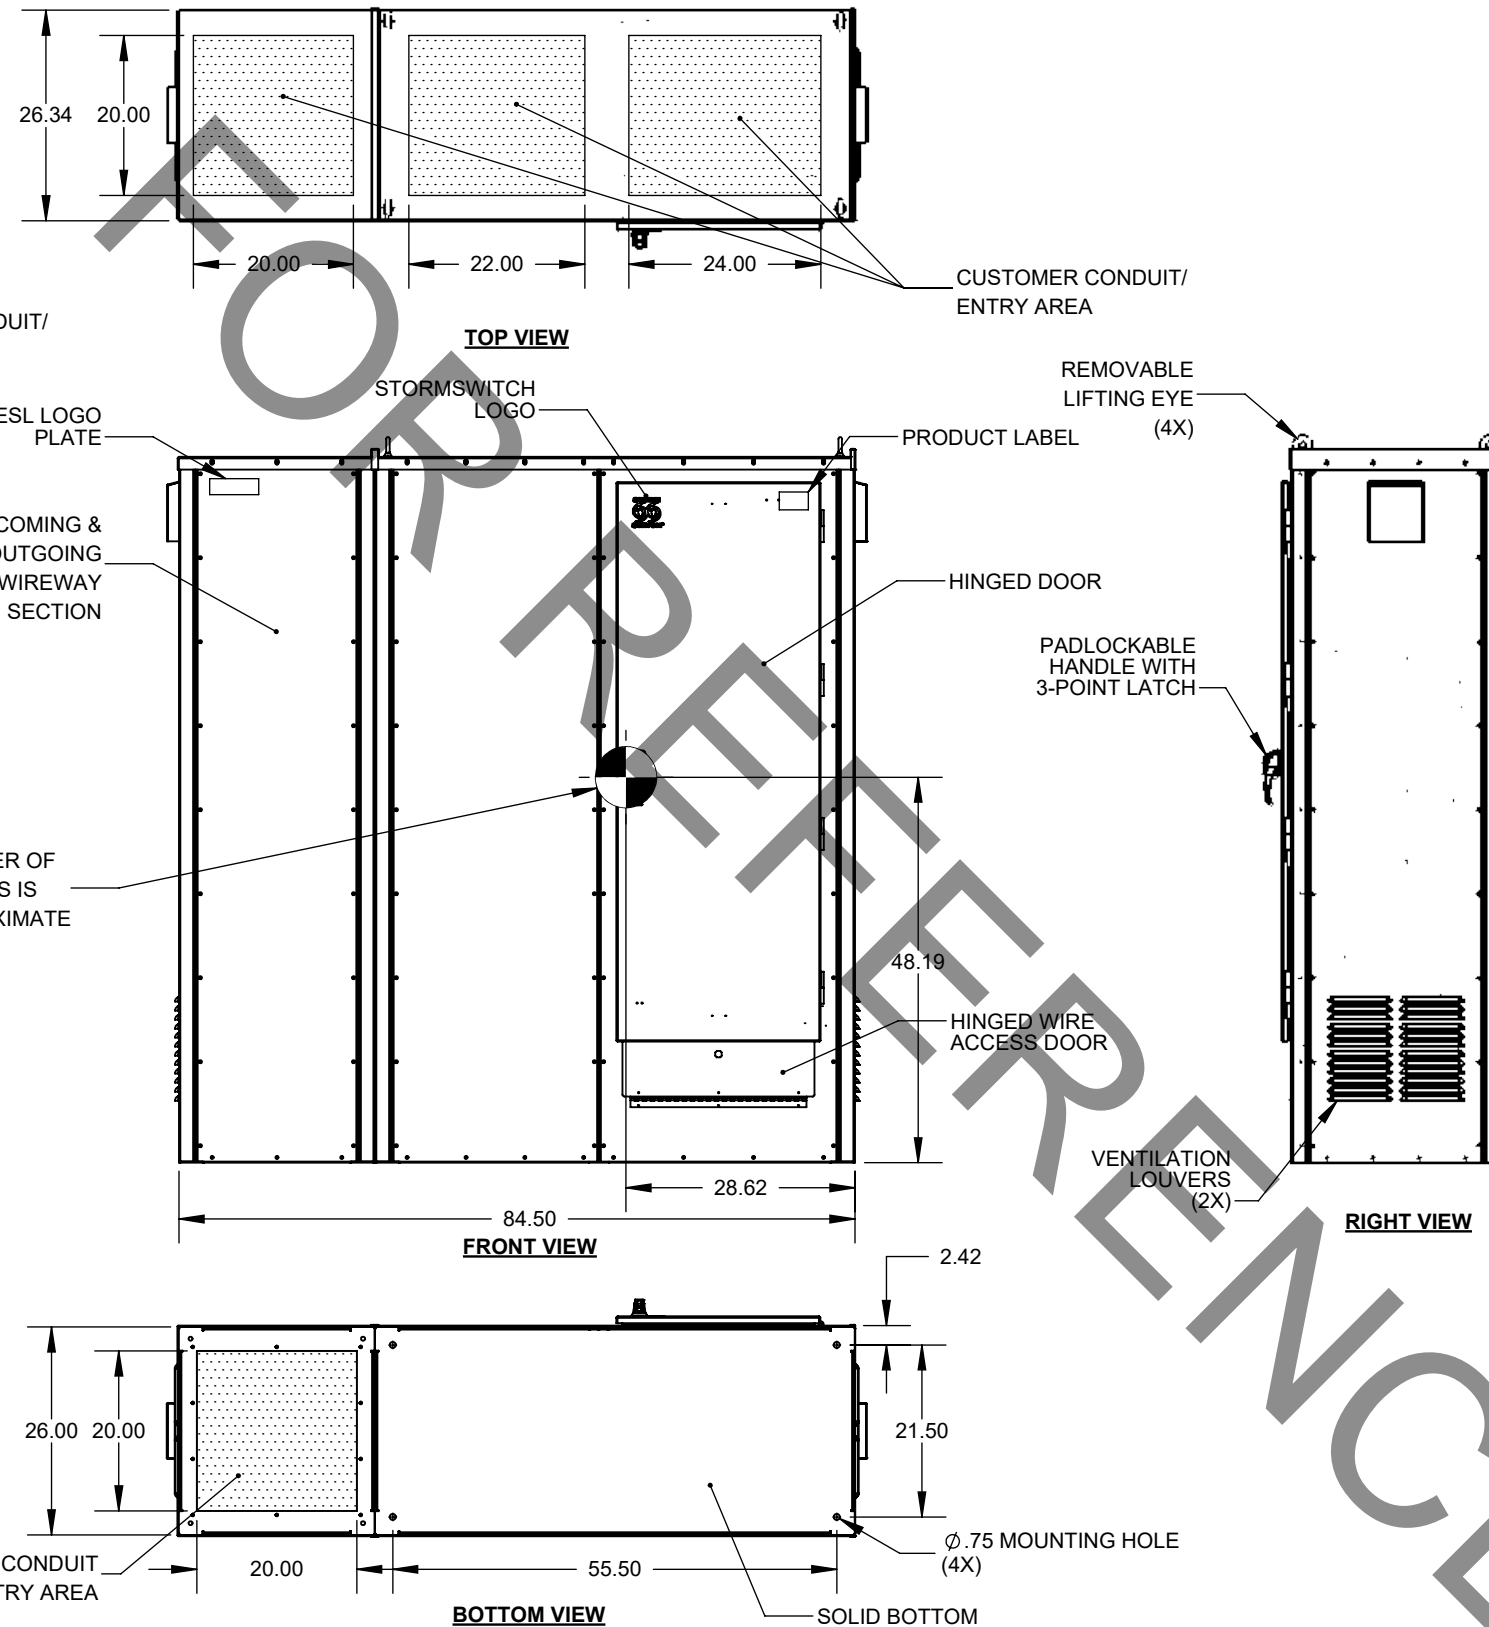 26.34
20.00
20.00
22.00
24.00
CUSTOMER CONDUIT/
ENTRY AREA
DUIT/
TOP VIEW
STORMSWITCH
LOGO
ESL LOGO
PLATE
PRODUCT LABEL
REMOVABLE
LIFTING EYE
(4X)
COMING &
OUTGOING
WIREWAY
SECTION
HINGED DOOR
PADLOCKABLE
HANDLE WITH
3-POINT LATCH
ER OF
S IS
XIMATE
48.19
HINGED WIRE
ACCESS DOOR
28.62
84.50
FRONT VIEW
VENTILATION
LOUVERS
(2X)
RIGHT VIEW
2.42
26.00
20.00
21.50
CONDUIT
TRY AREA
20.00
55.50
Ø.75 MOUNTING HOLE
(4X)
BOTTOM VIEW
SOLID BOTTOM
FOR REFERENCE